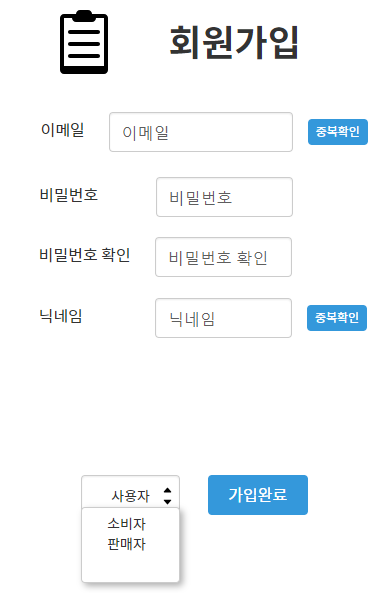 회원가입
이메일 이메일 중복확인
비밀번호 비밀번호
비밀번호 확인 비밀번호 확인
닉네임 닉네임 중복확인
사용자 가입완료
소비자
판매자